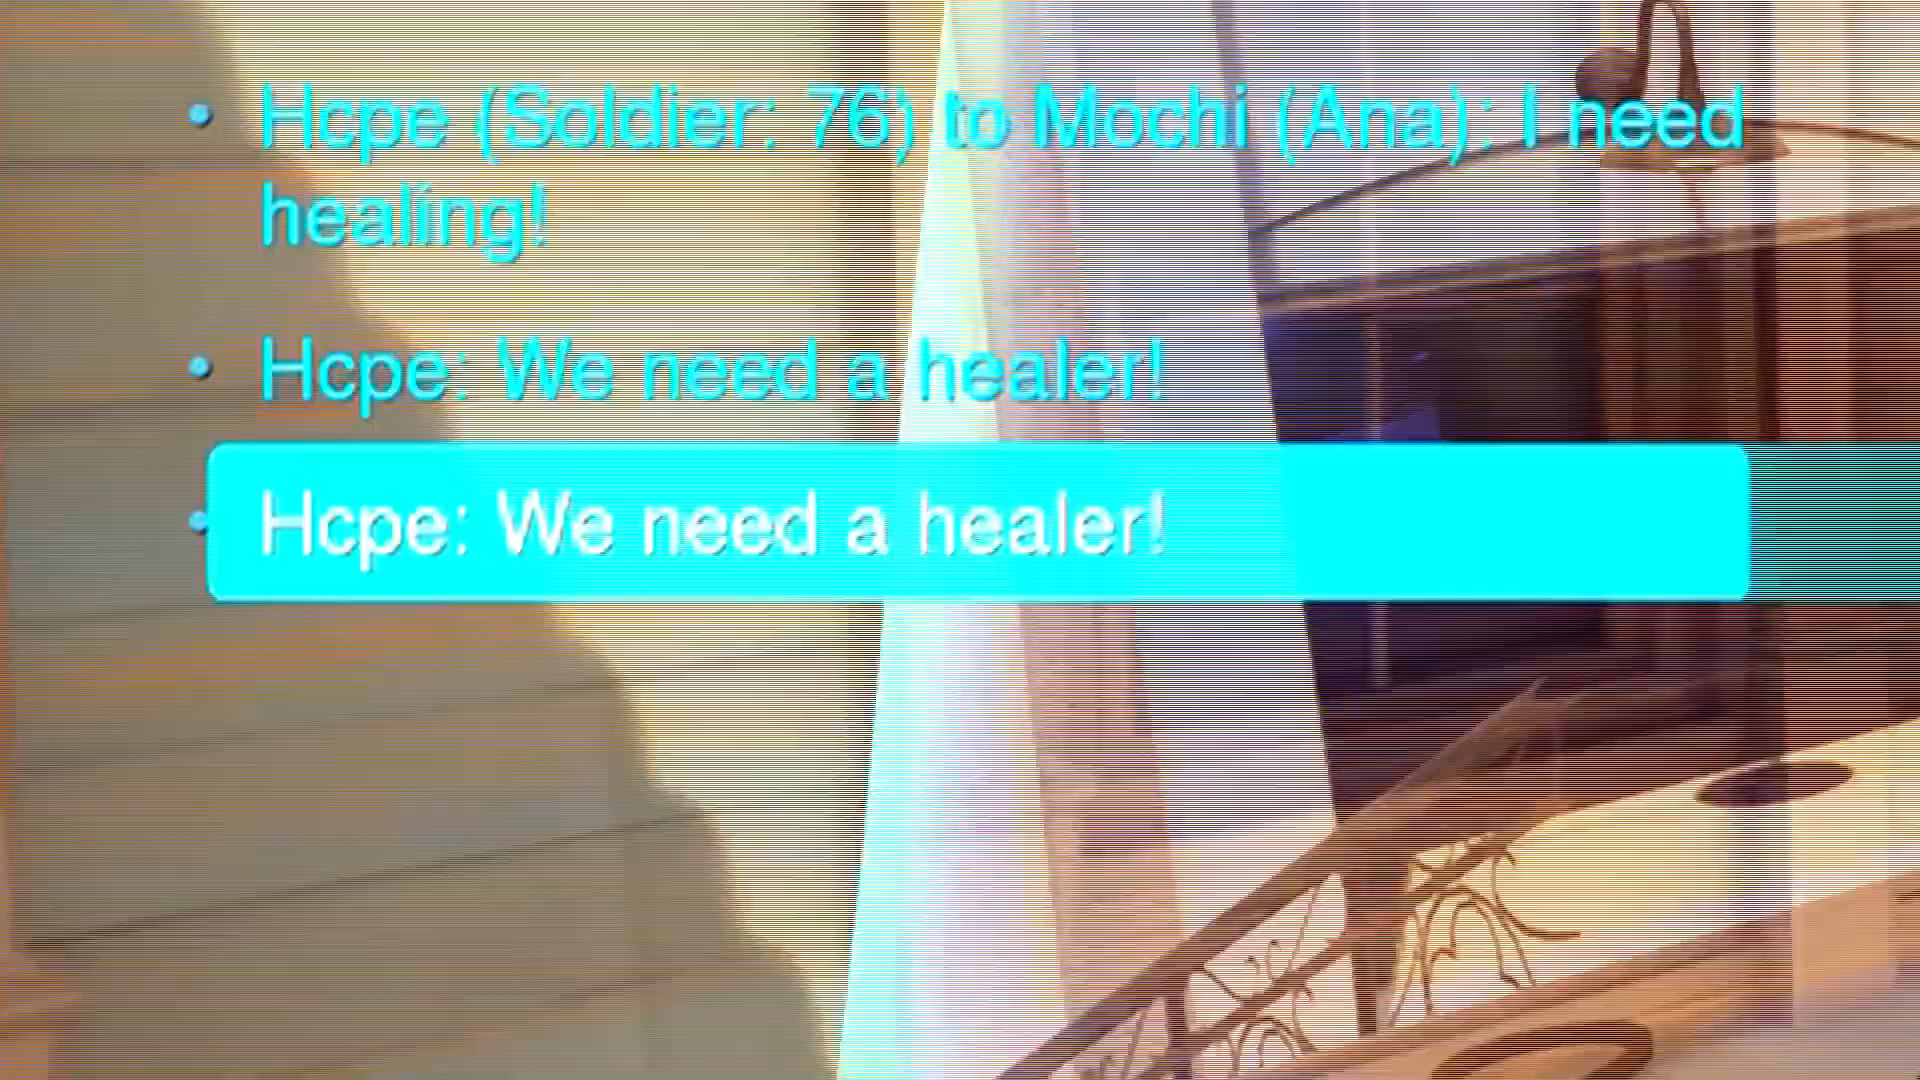 • Hcpe (Soldier: 76) to Mochi (Ana): I need
healing!
• Hcpe: We need a healer!
• Hcpe: We need a healer!